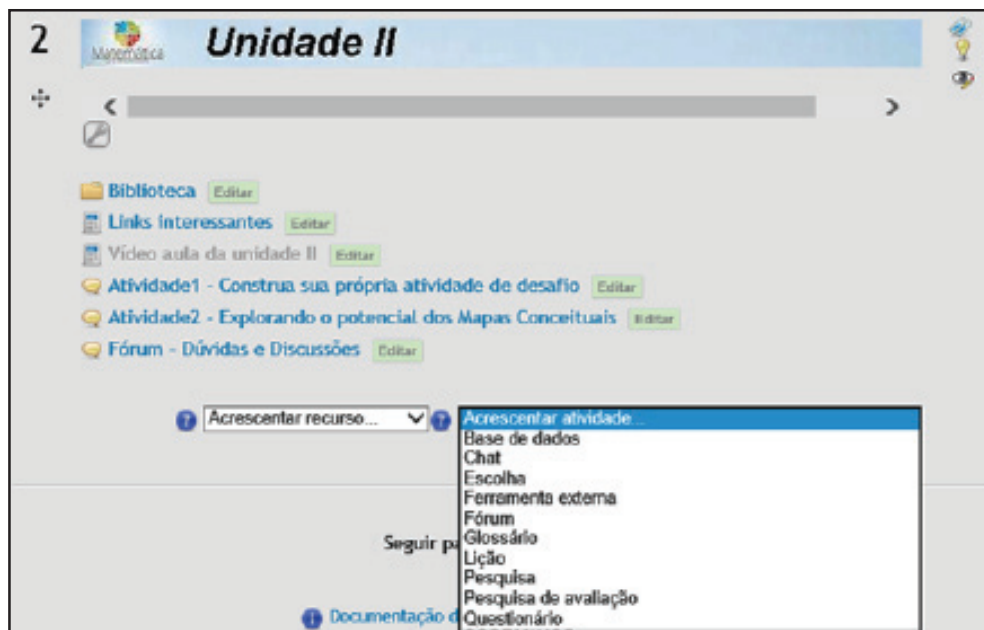 2
Matemática Unidade II
Biblioteca Editar
Links interessantes Editar
Vídeo aula da unidade II Editar
Atividade1 - Construa sua própria atividade de desafio Editar
Atividade2 - Explorando o potencial dos Mapas Conceituais Editar
Fórum - Dúvidas e Discussões Editar
Acrescentar recurso... Acrescentar atividade...
Base de dados
Chat
Escolha
Ferramenta externa
Fórum
Glossário
Seguir
Lição
Pesquisa
Pesquisa de avaliação
Documentação
Questionário